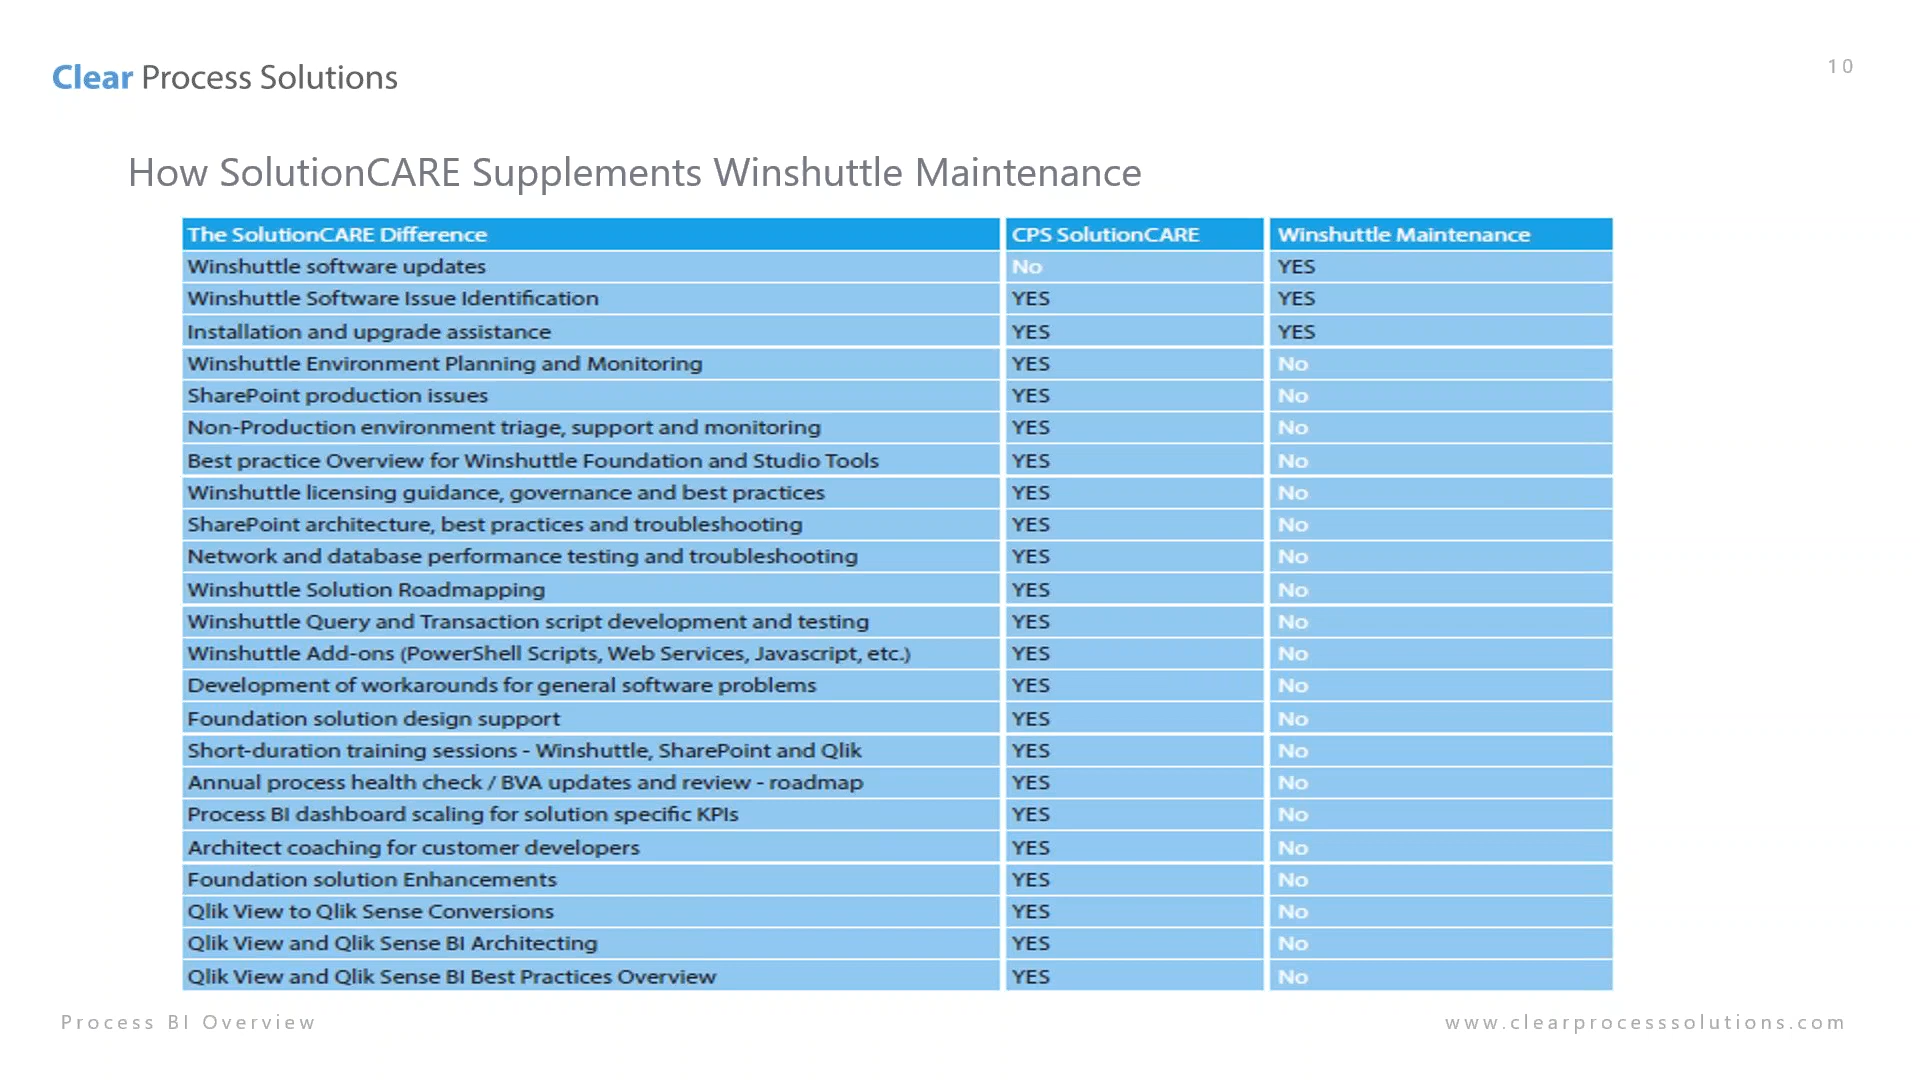 Clear Process Solutions
10
How SolutionCARE Supplements Winshuttle Maintenance
The SolutionCARE Difference CPS SolutionCARE Winshuttle Maintenance
Winshuttle software updates No YES
Winshuttle Software Issue Identification YES YES
Installation and upgrade assistance YES YES
Winshuttle Environment Planning and Monitoring YES No
SharePoint production issues YES No
Non-Production environment triage, support and monitoring YES No
Best practice Overview for Winshuttle Foundation and Studio Tools YES No
Winshuttle licensing guidance, governance and best practices YES No
SharePoint architecture, best practices and troubleshooting YES No
Network and database performance testing and troubleshooting YES No
Winshuttle Solution Roadmapping YES No
Winshuttle Query and Transaction script development and testing YES No
Winshuttle Add-ons (PowerShell Scripts, Web Services, Javascript, etc.) YES No
Development of workarounds for general software problems YES No
Foundation solution design support YES No
Short-duration training sessions - Winshuttle, SharePoint and Qlik YES No
Annual process health check / BVA updates and review - roadmap YES No
Process BI dashboard scaling for solution specific KPIs YES No
Architect coaching for customer developers YES No
Foundation solution Enhancements YES No
Qlik View to Qlik Sense Conversions YES No
Qlik View and Qlik Sense BI Architecting YES No
Qlik View and Qlik Sense BI Best Practices Overview YES No
Process BI Overview
www.clearprocesssolutions.com